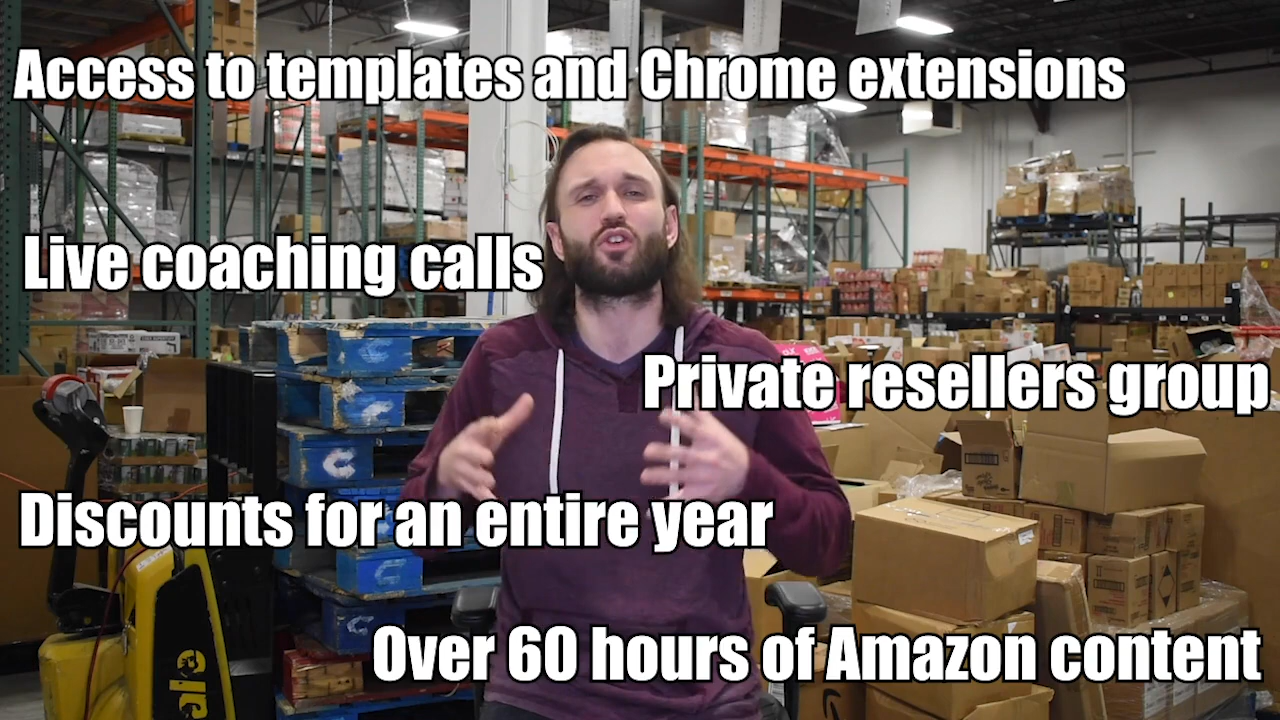 Access to templates and Chrome extensions
Live coaching calls
Private resellers group
Discounts for an entire year
Over 60 hours of Amazon content